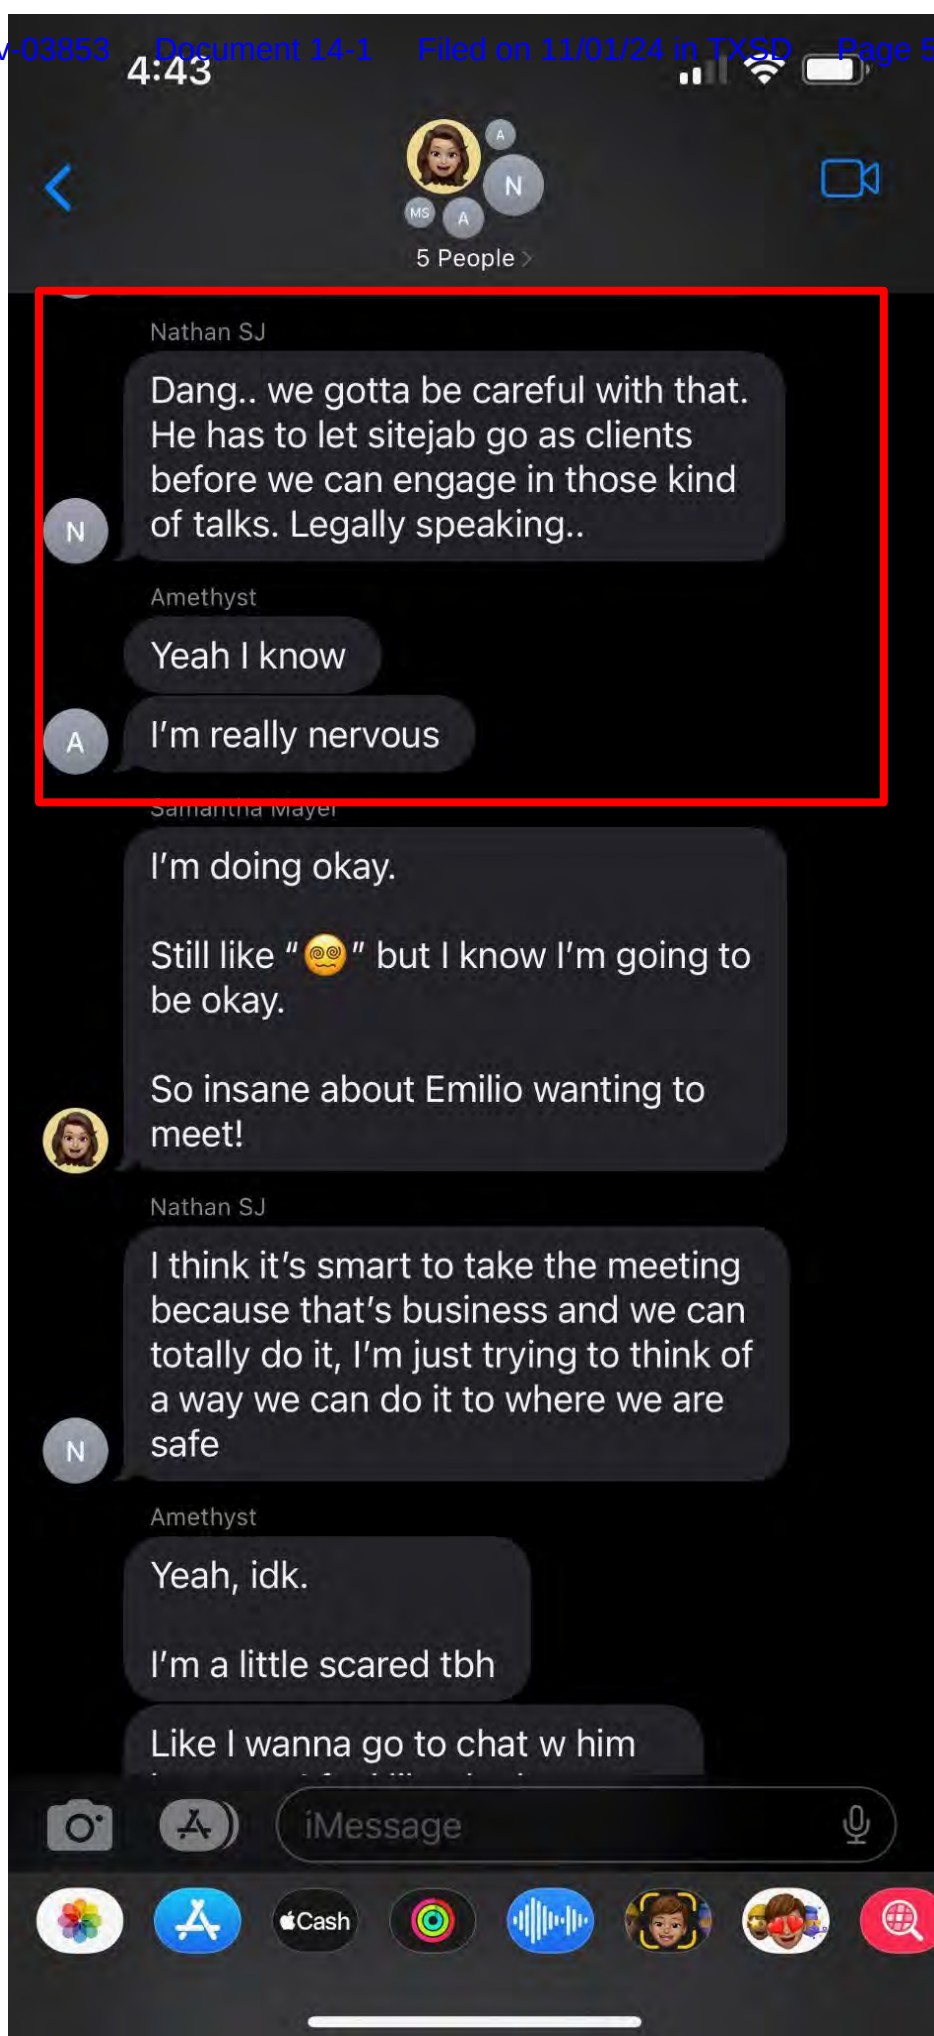 v-03853 Document 14-1 Filed on 11/01/24 in TXSD Page 5
4:43
A
N
MS
A
5 People
Nathan SJ
Dang.. we gotta be careful with that.
He has to let sitejab go as clients
before we can engage in those kind
of talks. Legally speaking..
N
Amethyst
Yeah I know
I'm really nervous
A
Samantha Mayer
I'm doing okay.
Still like "😵‍💫" but I know I'm going to
be okay.
So insane about Emilio wanting to
meet!
Nathan SJ
I think it's smart to take the meeting
because that's business and we can
totally do it, I'm just trying to think of
a way we can do it to where we are
safe
N
Amethyst
Yeah, idk.
I'm a little scared tbh
Like I wanna go to chat w him
iMessage
Cash